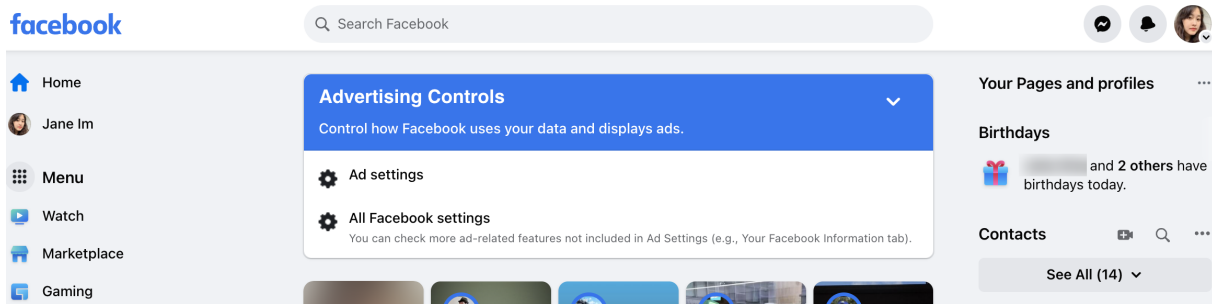 facebook
Search Facebook
Home
Jane Im
Menu
Watch
Marketplace
Gaming
Advertising Controls
Control how Facebook uses your data and displays ads.
Ad settings
All Facebook settings
You can check more ad-related features not included in Ad Settings (e.g., Your Facebook Information tab).
Your Pages and profiles
Birthdays
and 2 others have
birthdays today.
Contacts
See All (14)